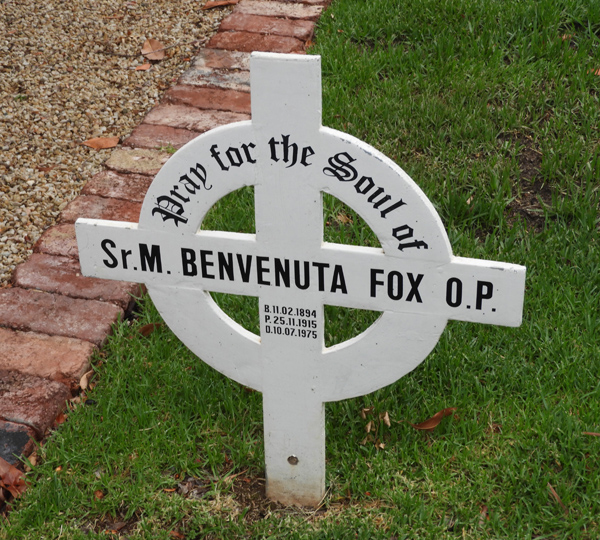 Pray for the Soul of
Sr.M. BENVENUTA FOX O.P.
B.11.02.1894
P.25.11.1915
D.10.07.1975